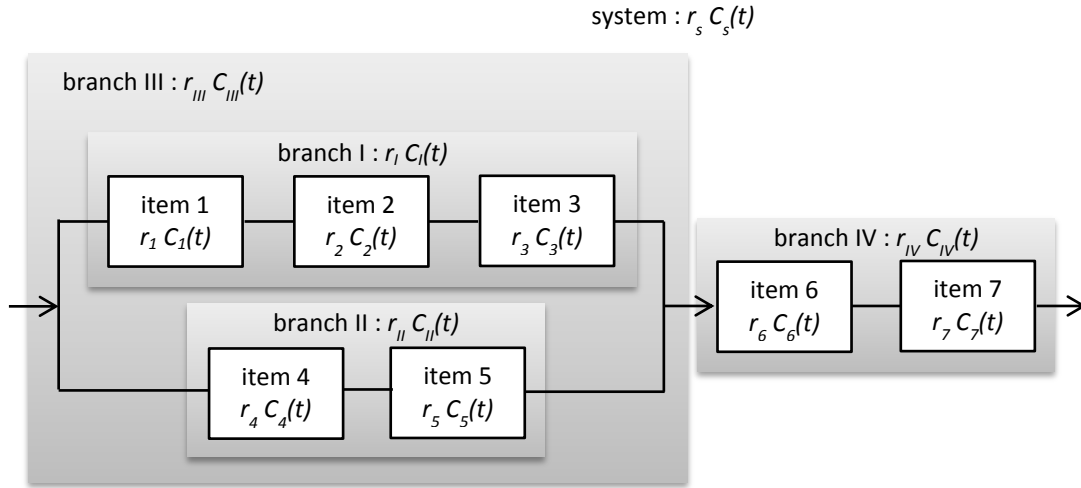 system : r_s C_s(t)
branch III : r_III C_III(t)
branch I : r_I C_I(t)
item 1
r_1 C_1(t)
item 2
r_2 C_2(t)
item 3
r_3 C_3(t)
branch IV : r_IV C_IV(t)
item 6
r_6 C_6(t)
item 7
r_7 C_7(t)
branch II : r_II C_II(t)
item 4
r_4 C_4(t)
item 5
r_5 C_5(t)